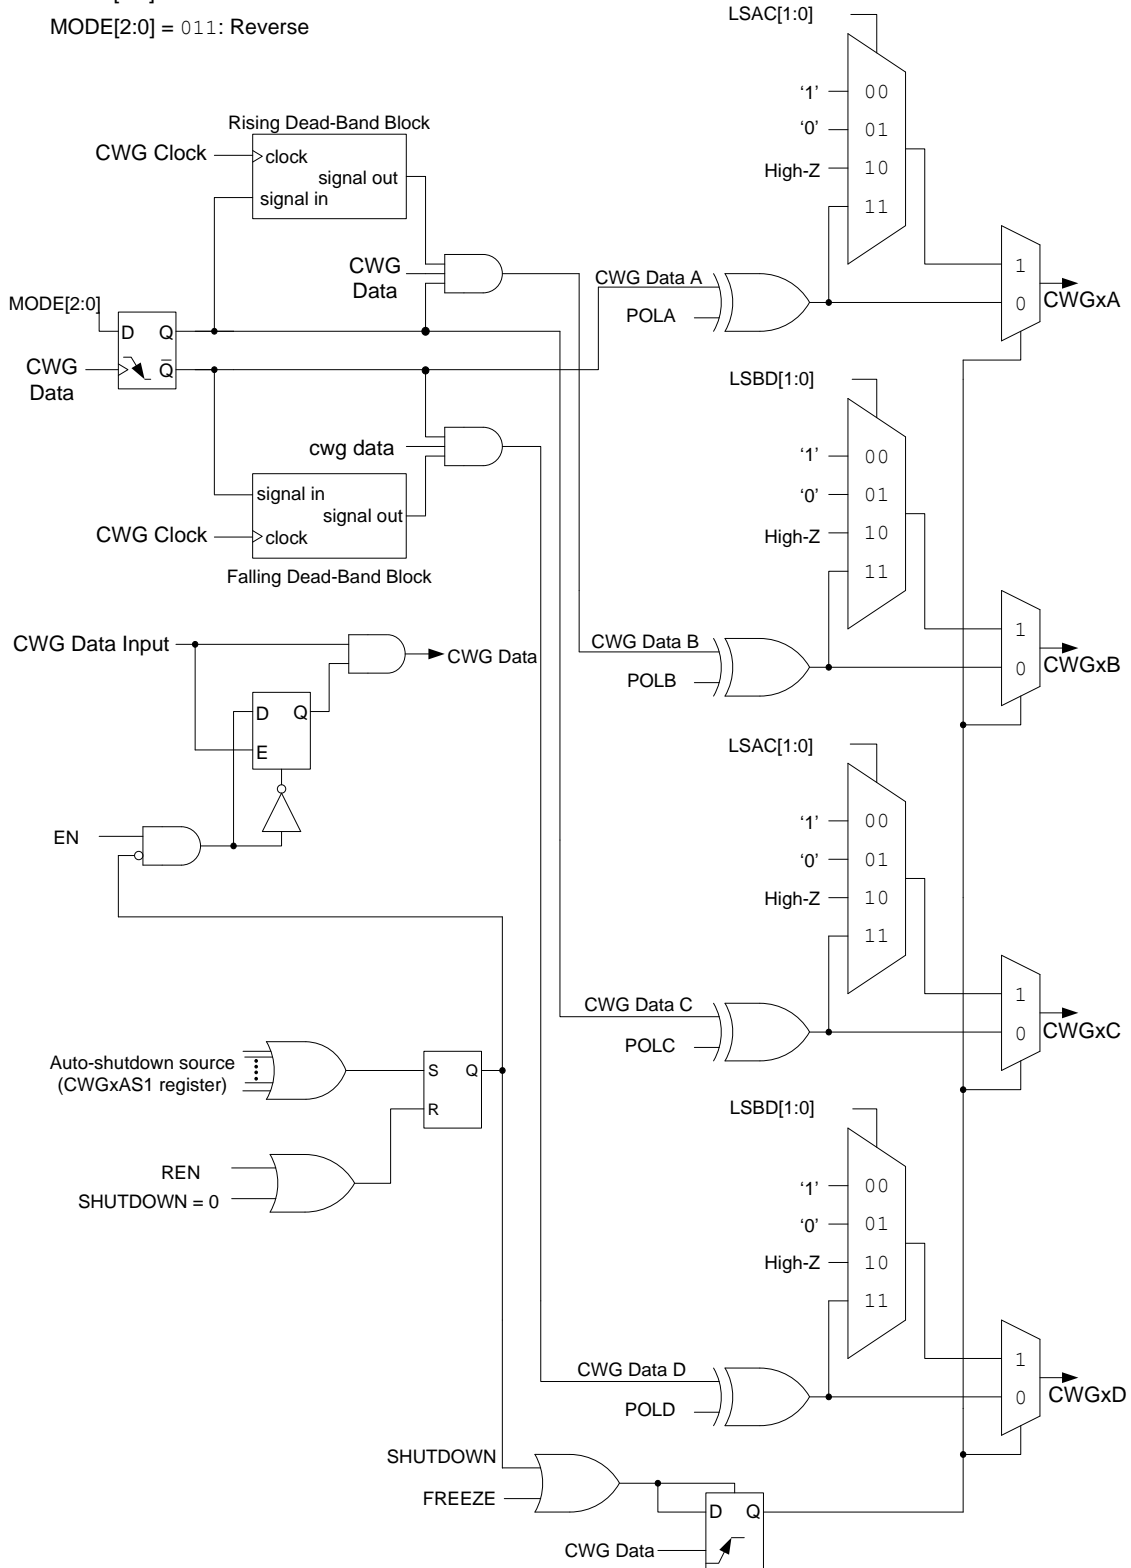 MODE[2:0] = 011: Reverse
LSAC[1:0]
'1'
00
'0'
01
High-Z
10
11
1
0
CWGxA
Rising Dead-Band Block
CWG Clock
clock
signal out
signal in
CWG
Data
CWG Data A
POLA
MODE[2:0]
D
Q
CWG
Data
Q
LSBD[1:0]
'1'
00
'0'
01
High-Z
10
11
1
0
CWGxB
cwg data
signal in
signal out
CWG Clock
clock
Falling Dead-Band Block
CWG Data Input
CWG Data
CWG Data B
POLB
D
Q
E
EN
LSAC[1:0]
'1'
00
'0'
01
High-Z
10
11
1
0
CWGxC
CWG Data C
POLC
Auto-shutdown source
(CWGxAS1 register)
S
Q
R
REN
SHUTDOWN = 0
LSBD[1:0]
'1'
00
'0'
01
High-Z
10
11
1
0
CWGxD
CWG Data D
POLD
SHUTDOWN
FREEZE
D
Q
CWG Data